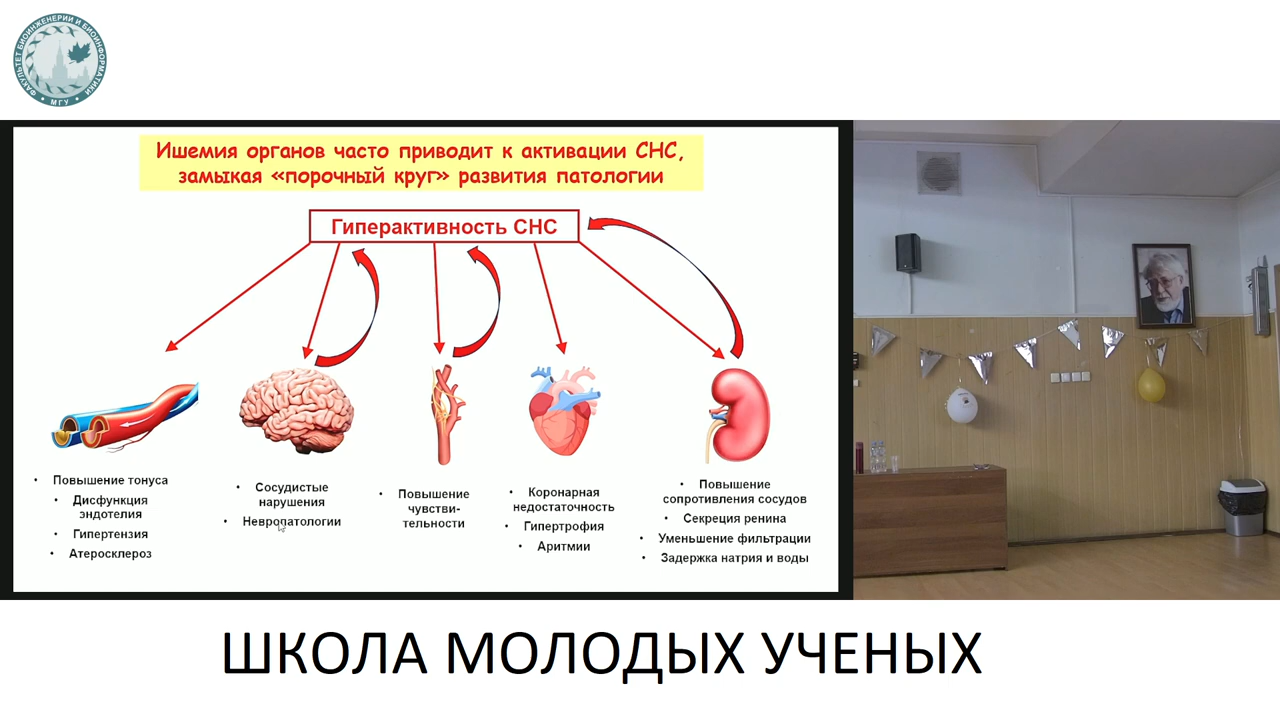 ФАКУЛЬТЕТ БИОИНЖЕНЕРИИ И БИОИНФОРМАТИКИ
• МГУ •
Ишемия органов часто приводит к активации СНС,
замыкая «порочный круг» развития патологии
Гиперактивность СНС
• Повышение тонуса
• Дисфункция
эндотелия
• Гипертензия
• Атеросклероз
• Сосудистые
нарушения
• Невропатологии
• Повышение
чувстви-
тельности
• Коронарная
недостаточность
• Гипертрофия
• Аритмии
• Повышение
сопротивления сосудов
• Секреция ренина
• Уменьшение фильтрации
• Задержка натрия и воды
ШКОЛА МОЛОДЫХ УЧЕНЫХ